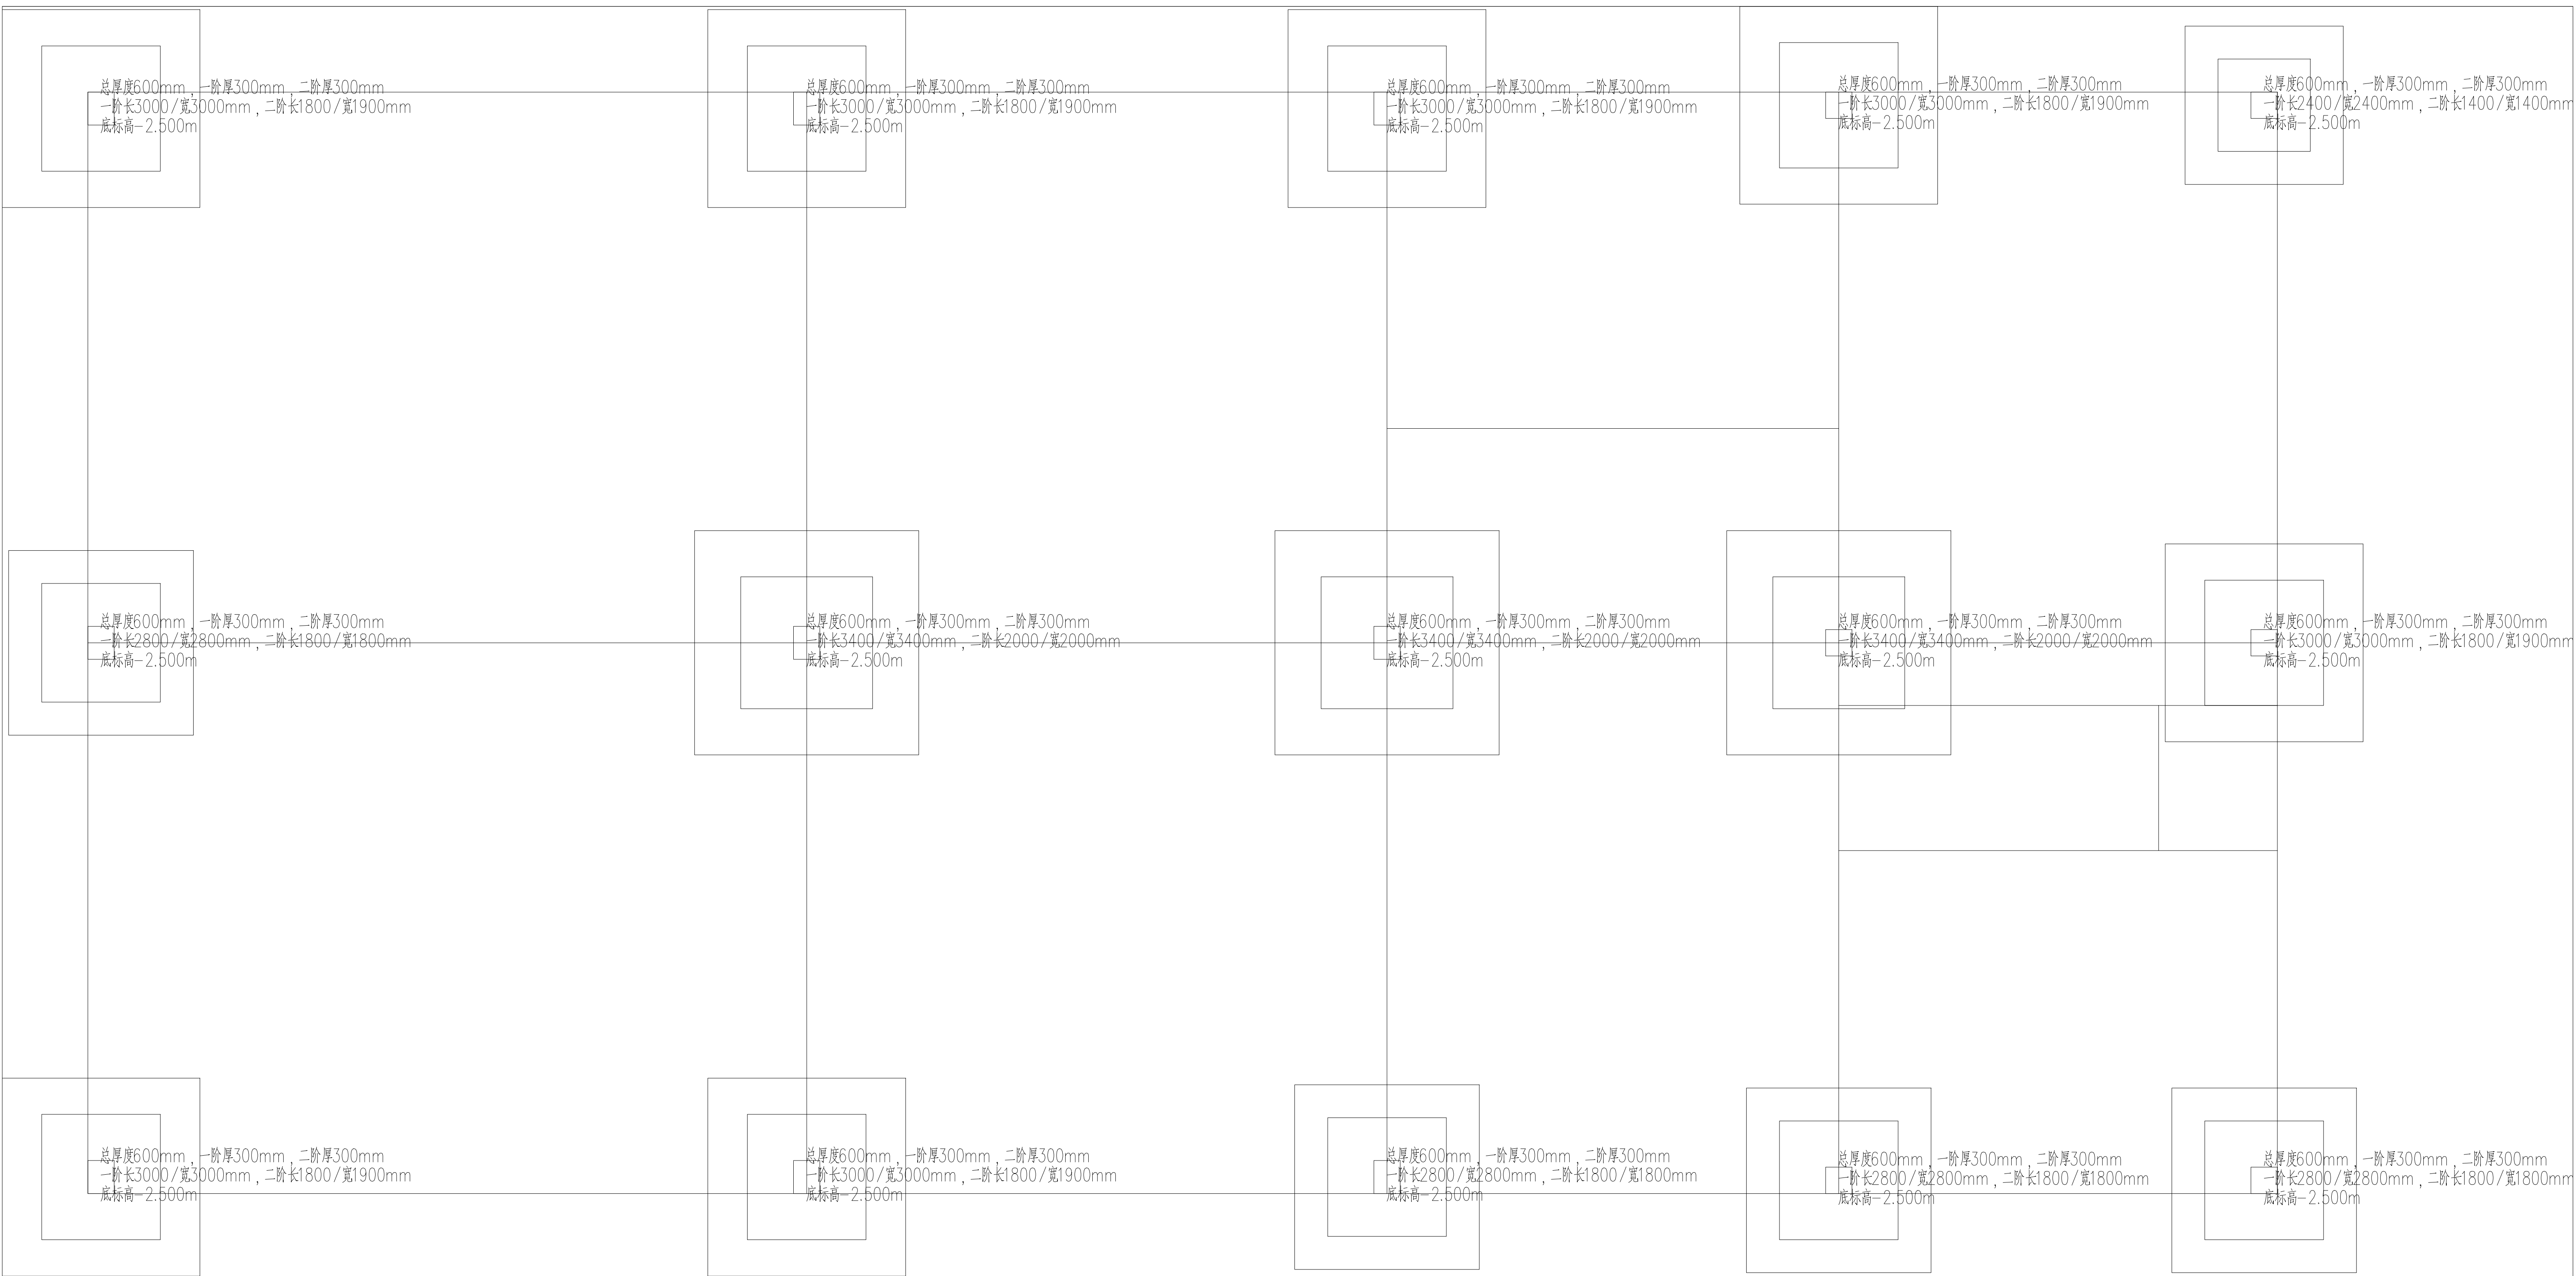 总厚度600mm，一阶厚300mm，二阶厚300mm
一阶长3000/宽3000mm，二阶长1800/宽1900mm
底标高-2.500m
总厚度600mm，一阶厚300mm，二阶厚300mm
一阶长3000/宽3000mm，二阶长1800/宽1900mm
底标高-2.500m
总厚度600mm，一阶厚300mm，二阶厚300mm
一阶长3000/宽3000mm，二阶长1800/宽1900mm
底标高-2.500m
总厚度600mm，一阶厚300mm，二阶厚300mm
一阶长3000/宽3000mm，二阶长1800/宽1900mm
底标高-2.500m
总厚度600mm，一阶厚300mm，二阶厚300mm
一阶长2400/宽2400mm，二阶长1400/宽1400mm
底标高-2.500m
总厚度600mm，一阶厚300mm，二阶厚300mm
一阶长2800/宽2800mm，二阶长1800/宽1800mm
底标高-2.500m
总厚度600mm，一阶厚300mm，二阶厚300mm
一阶长3400/宽3400mm，二阶长2000/宽2000mm
底标高-2.500m
总厚度600mm，一阶厚300mm，二阶厚300mm
一阶长3400/宽3400mm，二阶长2000/宽2000mm
底标高-2.500m
总厚度600mm，一阶厚300mm，二阶厚300mm
一阶长3400/宽3400mm，二阶长2000/宽2000mm
底标高-2.500m
总厚度600mm，一阶厚300mm，二阶厚300mm
一阶长3000/宽3000mm，二阶长1800/宽1900mm
底标高-2.500m
总厚度600mm，一阶厚300mm，二阶厚300mm
一阶长3000/宽3000mm，二阶长1800/宽1900mm
底标高-2.500m
总厚度600mm，一阶厚300mm，二阶厚300mm
一阶长3000/宽3000mm，二阶长1800/宽1900mm
底标高-2.500m
总厚度600mm，一阶厚300mm，二阶厚300mm
一阶长2800/宽2800mm，二阶长1800/宽1800mm
底标高-2.500m
总厚度600mm，一阶厚300mm，二阶厚300mm
一阶长2800/宽2800mm，二阶长1800/宽1800mm
底标高-2.500m
总厚度600mm，一阶厚300mm，二阶厚300mm
一阶长2800/宽2800mm，二阶长1800/宽1800mm
底标高-2.500m